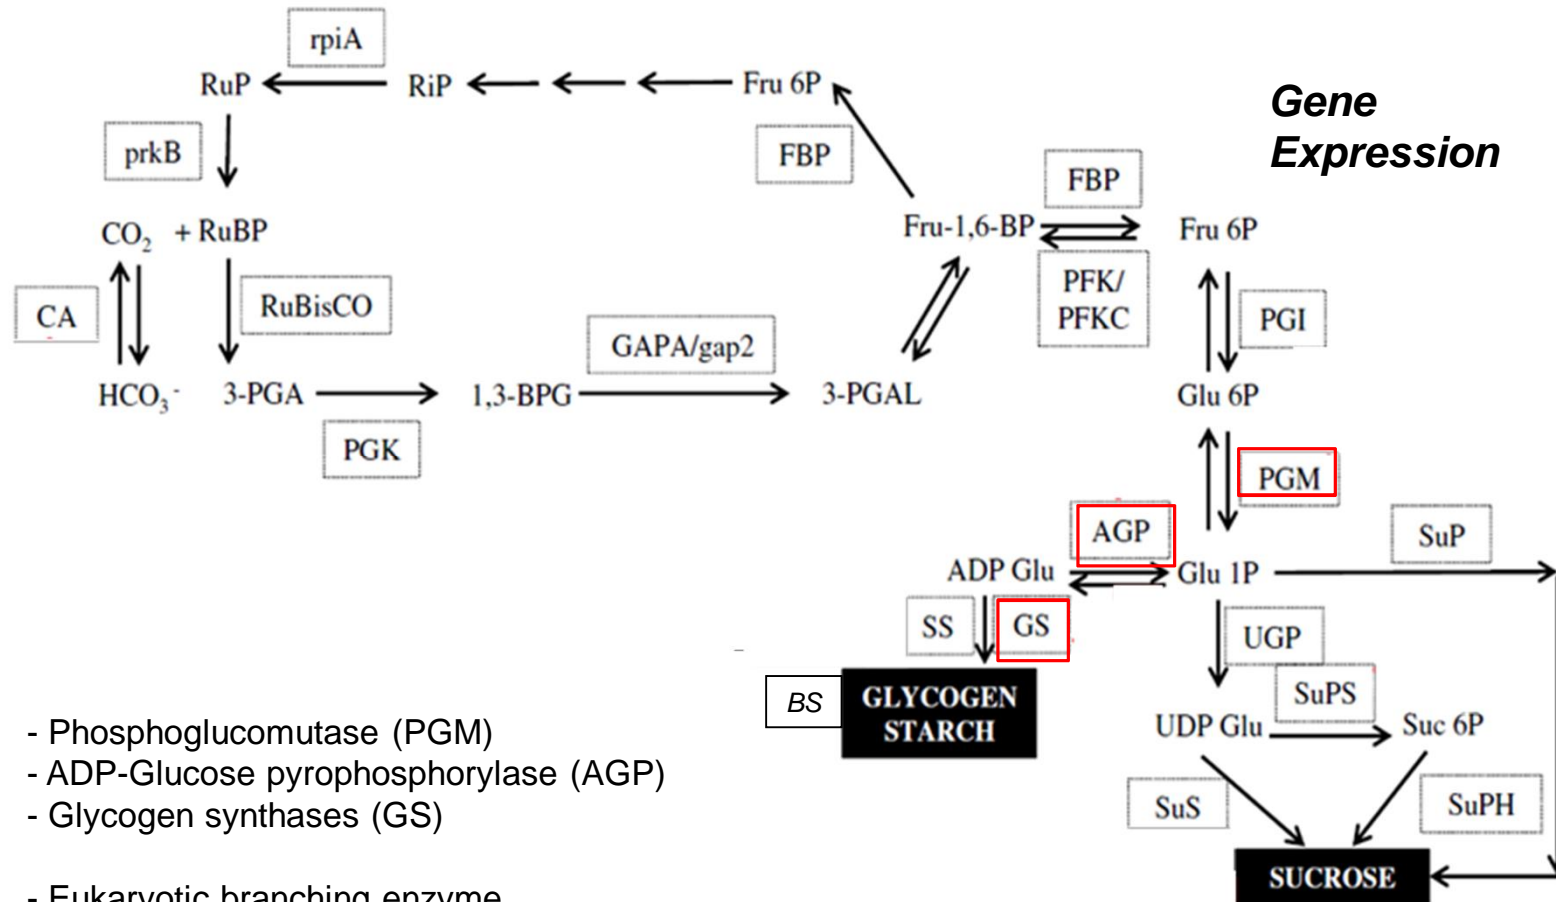 rpiA
RuP
RiP
Fru 6P
Gene
Expression
prkB
FBP
FBP
CO₂ + RuBP
Fru-1,6-BP
Fru 6P
CA
RuBisCO
PFK/
PFKC
PGI
GAPA/gap2
HCO₃⁻
3-PGA
1,3-BPG
3-PGAL
Glu 6P
PGK
PGM
AGP
SuP
ADP Glu
Glu 1P
SS
GS
UGP
BS
GLYCOGEN
STARCH
SuPS
UDP Glu
Suc 6P
SuS
SuPH
SUCROSE
- Phosphoglucomutase (PGM)
- ADP-Glucose pyrophosphorylase (AGP)
- Glycogen synthases (GS)
- Eukaryotic branching enzyme